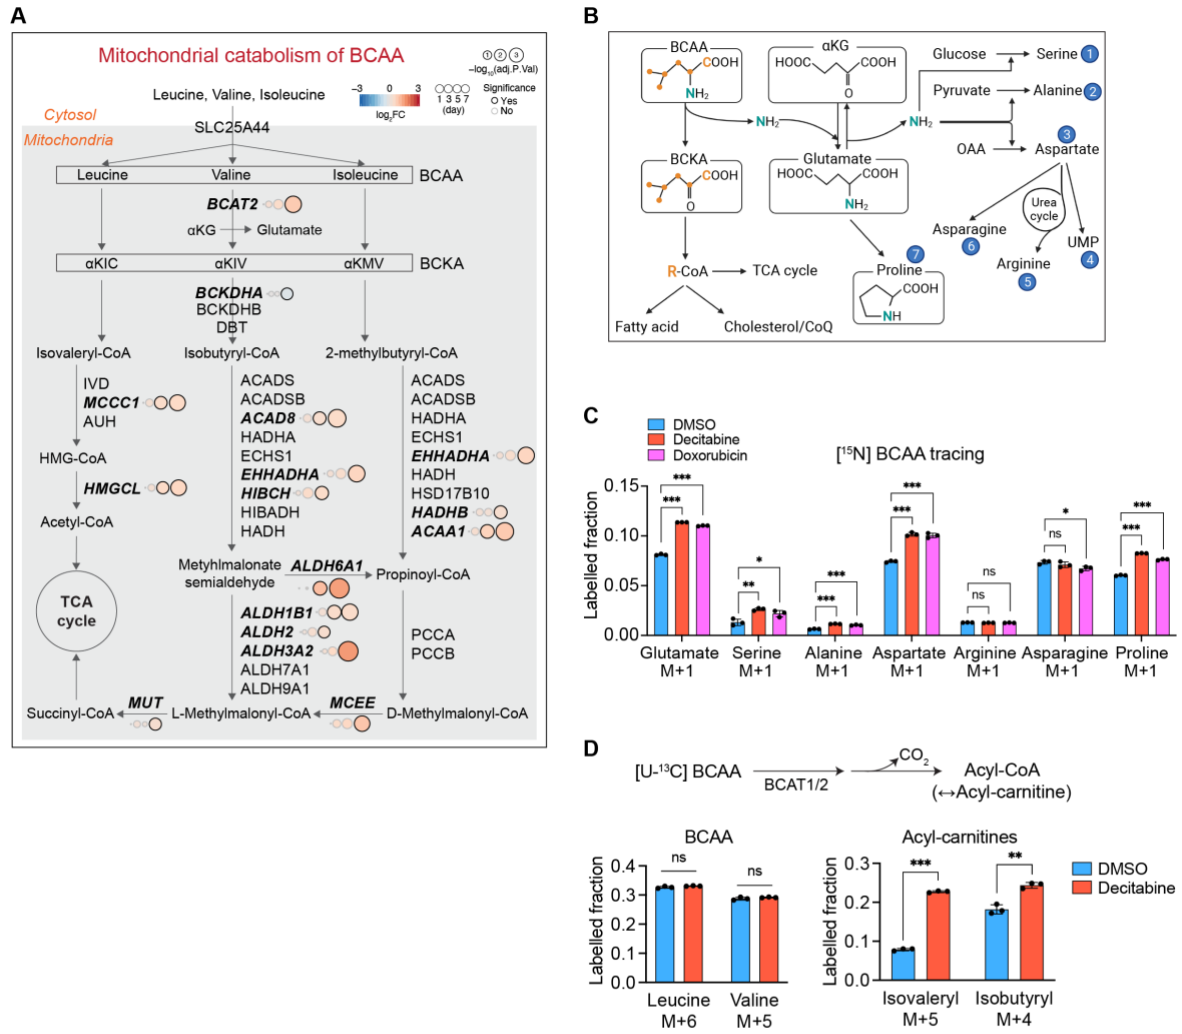 A
Mitochondrial catabolism of BCAA
1 2 3
−log10(adj.P.Val)
−3 0 3
log2FC
1 3 5 7
(day)
Significance
Yes
No
Leucine, Valine, Isoleucine
Cytosol
SLC25A44
Mitochondria
Leucine Valine Isoleucine BCAA
BCAT2
αKG Glutamate
αKIC αKIV αKMV BCKA
BCKDHA
BCKDHB
DBT
Isovaleryl-CoA Isobutyryl-CoA 2-methylbutyryl-CoA
IVD
MCCC1
AUH
HMG-CoA
HMGCL
Acetyl-CoA
TCA
cycle
ACADS
ACADSB
ACAD8
HADHA
ECHS1
EHHADHA
HIBCH
HIBADH
HADH
ACADS
ACADSB
HADHA
ECHS1
EHHADHA
HADH
HSD17B10
HADHB
ACAA1
Metyhlmalonate
semialdehyde
ALDH6A1
Propinoyl-CoA
ALDH1B1
ALDH2
ALDH3A2
ALDH7A1
ALDH9A1
PCCA
PCCB
Succinyl-CoA MUT L-Methylmalonyl-CoA MCEE D-Methylmalonyl-CoA
B
BCAA
COOH
NH2
αKG
HOOC COOH
O
Glucose Serine 1
Pyruvate Alanine 2
NH2
NH2
OAA Aspartate 3
BCKA
COOH
O
Glutamate
HOOC COOH
NH2
Urea
cycle
Asparagine
6
Arginine
5
UMP
4
R-CoA TCA cycle
Fatty acid Cholesterol/CoQ
7
Proline
COOH
NH
C
DMSO
Decitabine
Doxorubicin
[15N] BCAA tracing
Labelled fraction
0.15
0.10
0.05
0.00
*** ***
** *
*** ***
*** ***
ns ns
ns *
*** ***
Glutamate Serine Alanine Aspartate Arginine Asparagine Proline
M+1 M+1 M+1 M+1 M+1 M+1 M+1
D
[U-13C] BCAA
BCAT1/2
CO2
Acyl-CoA
(↔Acyl-carnitine)
BCAA
Labelled fraction
0.4
0.3
0.2
0.1
0.0
ns ns
Leucine Valine
M+6 M+5
Acyl-carnitines
Labelled fraction
0.3
0.2
0.1
0.0
*** **
Isovaleryl Isobutyryl
M+5 M+4
DMSO
Decitabine